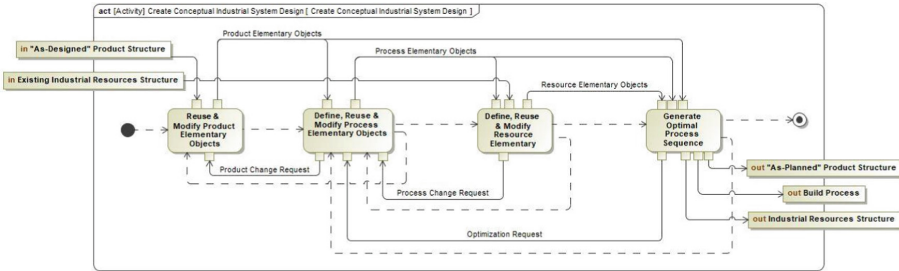 act [Activity] Create Conceptual Industrial System Design [ Create Conceptual Industrial System Design ]
Product Elementary Objects
in "As-Designed" Product Structure
Process Elementary Objects
in Existing Industrial Resources Structure
Resource Elementary Objects
Reuse &
Modify Product
Elementary
Objects
Define, Reuse &
Modify Process
Elementary Objects
Define, Reuse
& Modify
Resource
Elementary
Generate
Optimal
Process
Sequence
Product Change Request
Process Change Request
Optimization Request
out "As-Planned" Product Structure
out Build Process
out Industrial Resources Structure